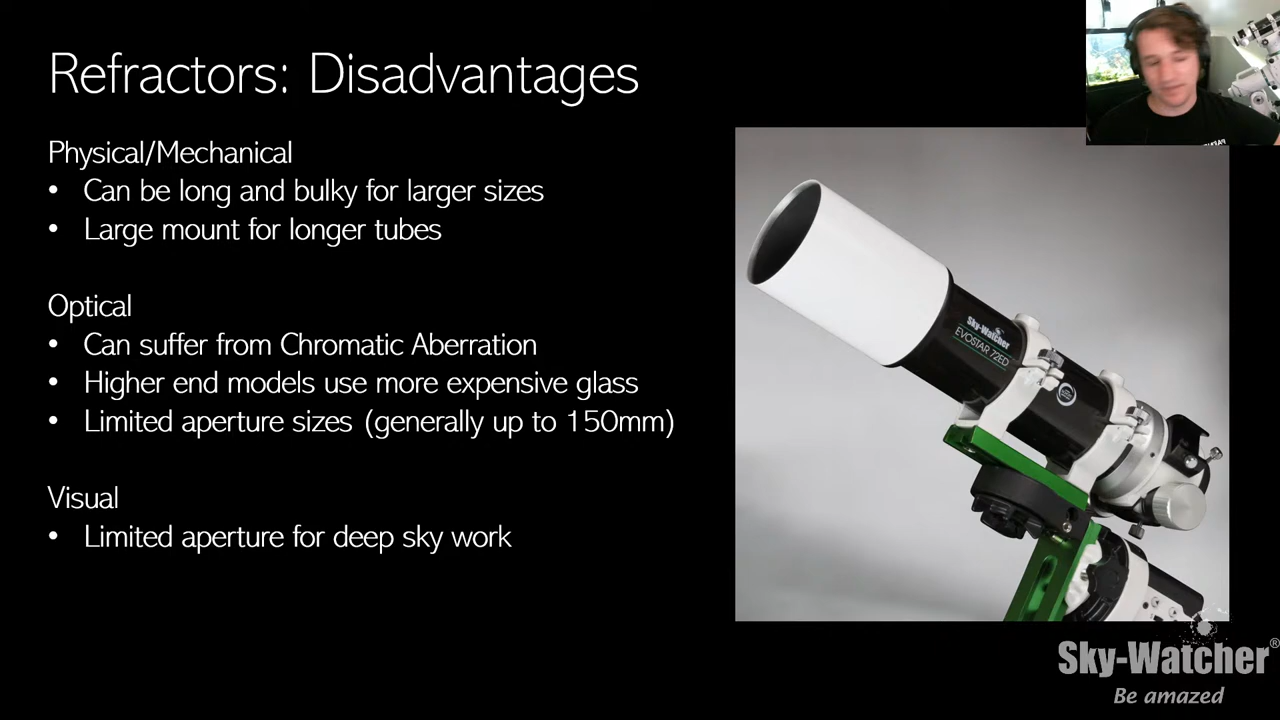 Refractors: Disadvantages
Physical/Mechanical
• Can be long and bulky for larger sizes
• Large mount for longer tubes
Optical
• Can suffer from Chromatic Aberration
• Higher end models use more expensive glass
• Limited aperture sizes (generally up to 150mm)
Visual
• Limited aperture for deep sky work
Sky-Watcher
EVOSTAR 72ED
Sky-Watcher®
Be amazed